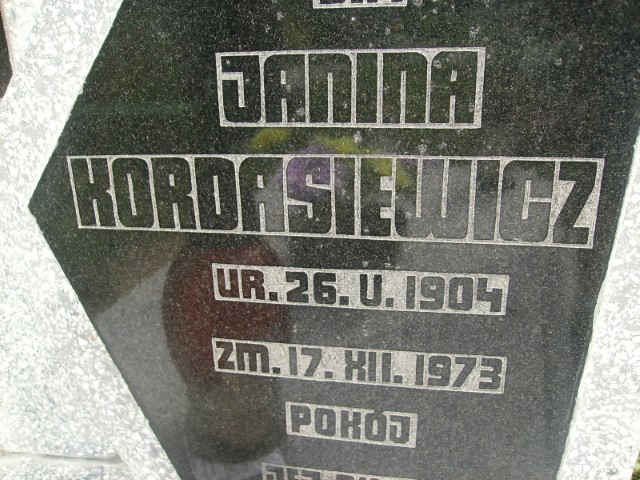 JANINA
KORDASIEWICZ
UR. 26. V. 1904
ZM. 17. XII. 1973
POKÓJ